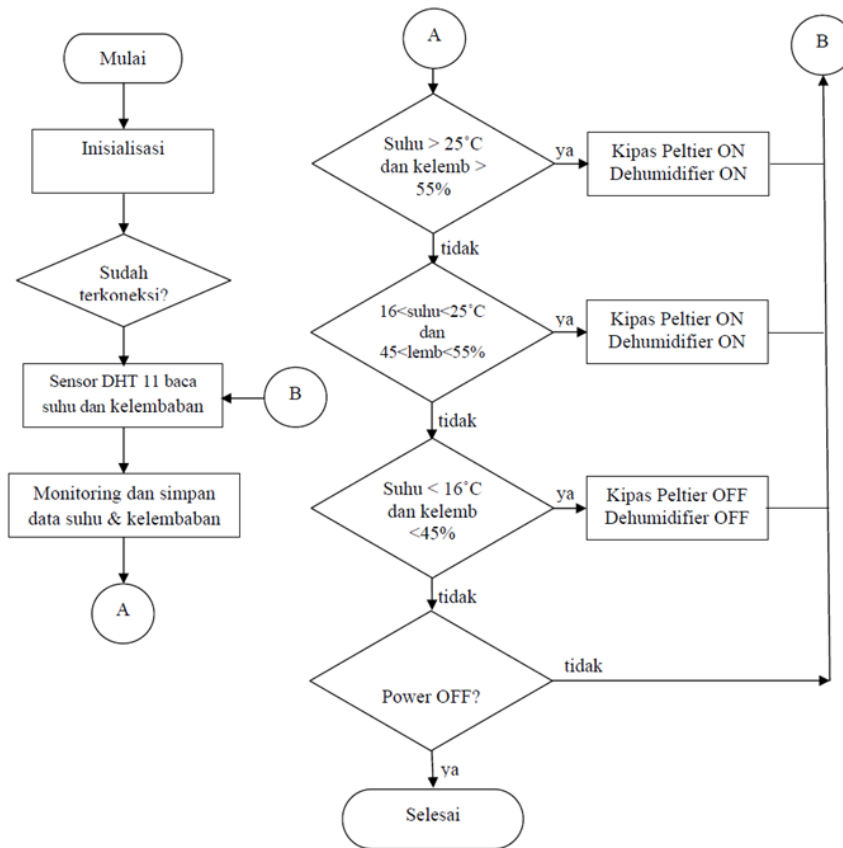 Mulai
Inisialisasi
Sudah
terkoneksi?
Sensor DHT 11 baca
suhu dan kelembaban
B
Monitoring dan simpan
data suhu & kelembaban
A
A
Suhu > 25˚C
dan kelemb >
55%
ya
Kipas Peltier ON
Dehumidifier ON
tidak
16<suhu<25˚C
dan
45<lemb<55%
ya
Kipas Peltier ON
Dehumidifier ON
tidak
Suhu < 16˚C
dan kelemb
<45%
ya
Kipas Peltier OFF
Dehumidifier OFF
tidak
Power OFF?
tidak
ya
Selesai
B